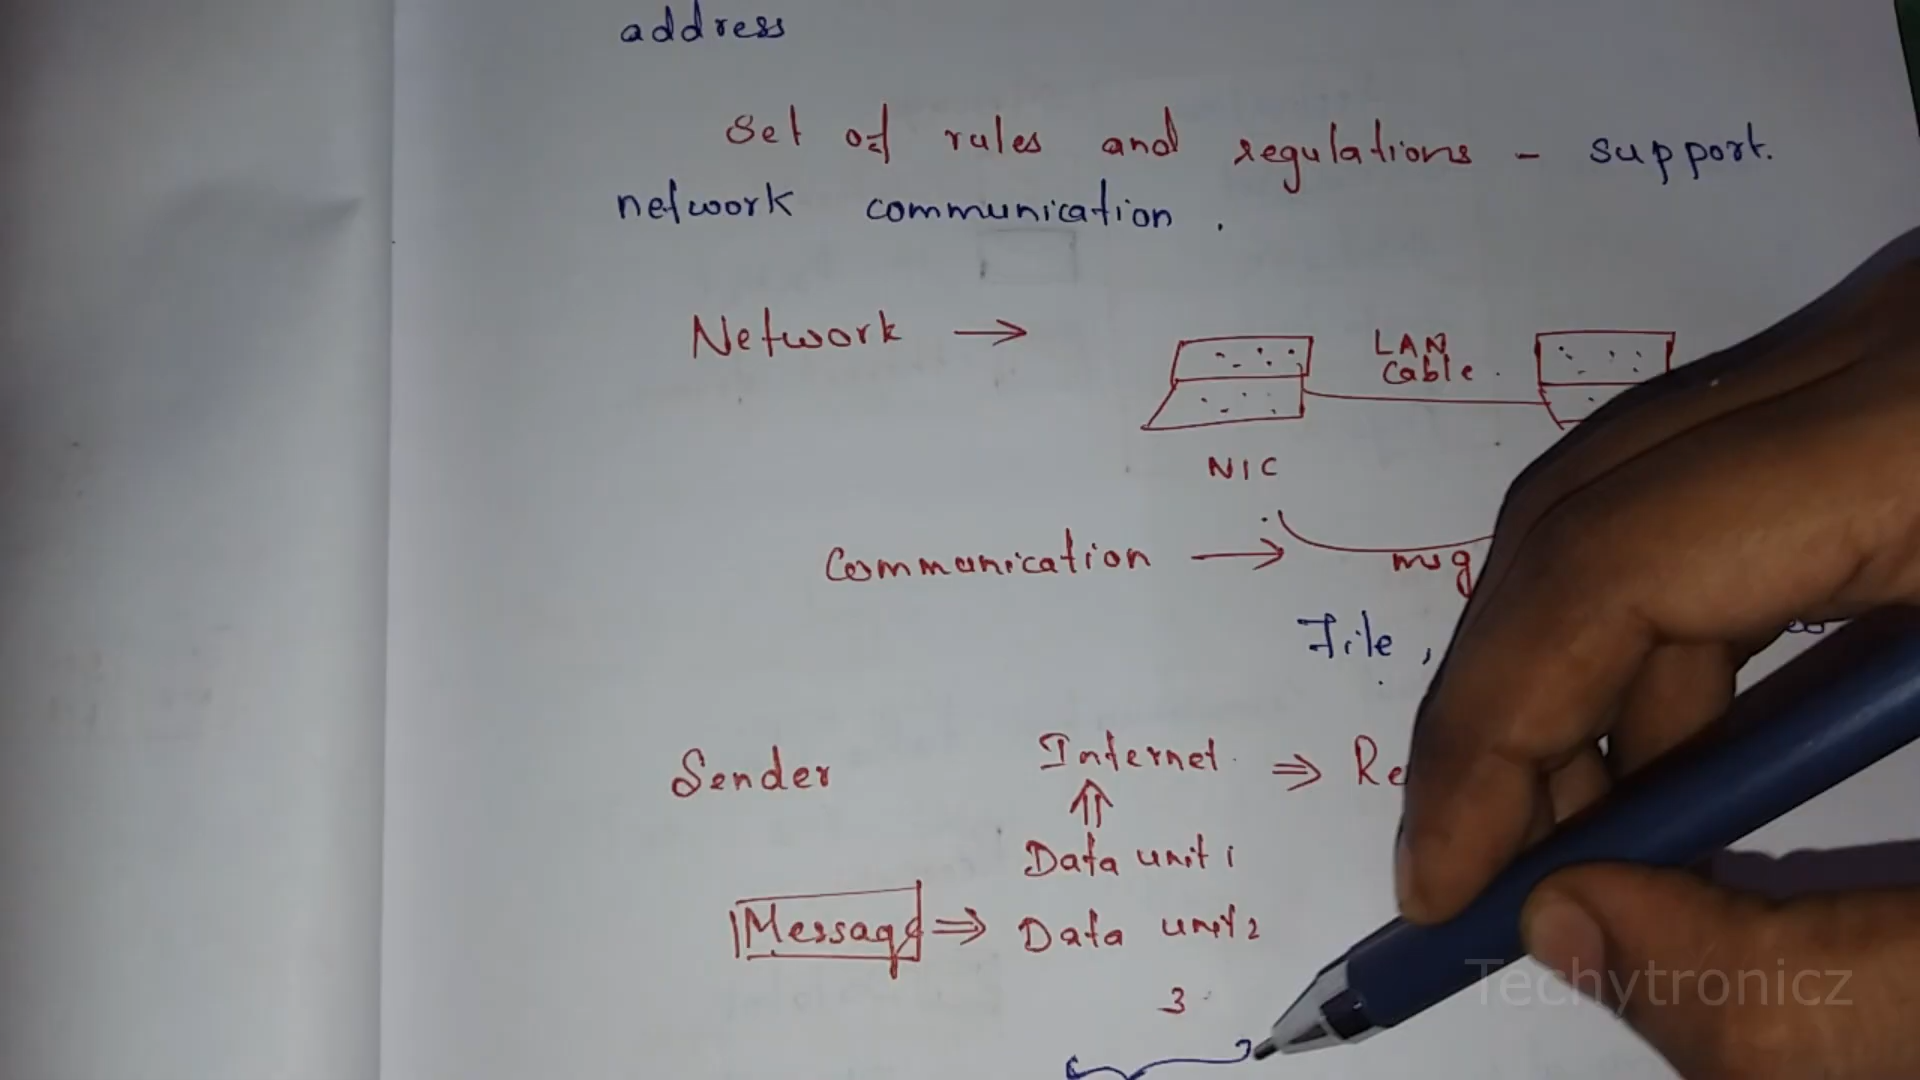 address
Set of rules and regulations - support.
network communication.
Network →
LAN
Cable.
NIC
Communication →
msg
File,
Sender Internet. ⇒
⇑
Data unit 1
Message ⇒ Data unit 2
3
Techytronicz